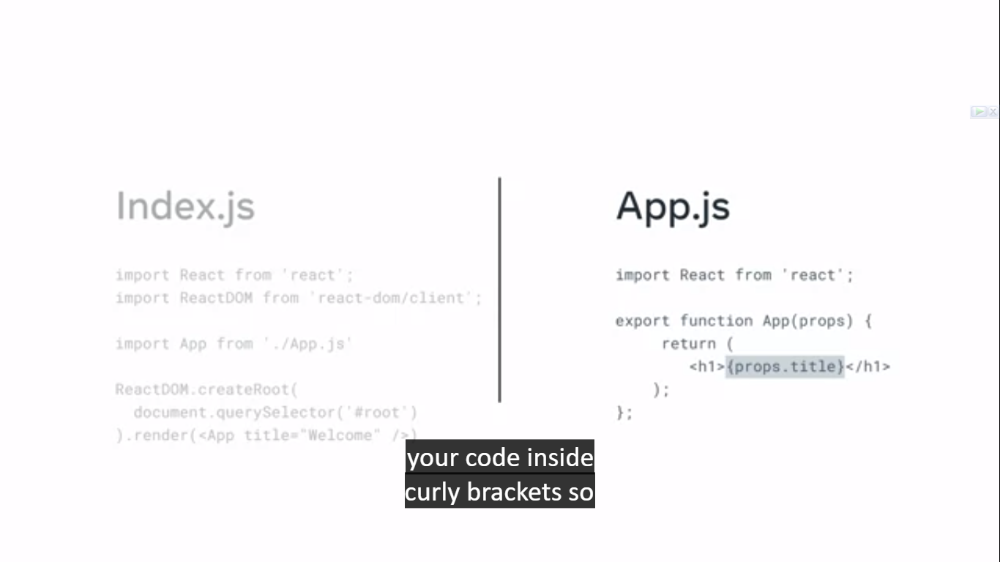 Index.js
import React from 'react';
import ReactDOM from 'react-dom/client';
import App from './App.js'
ReactDOM.createRoot(
document.querySelector('#root')
).render(<App title="Welcome" />)
App.js
import React from 'react';
export function App(props) {
return (
<h1>{props.title}</h1>
);
};
your code inside
curly brackets so